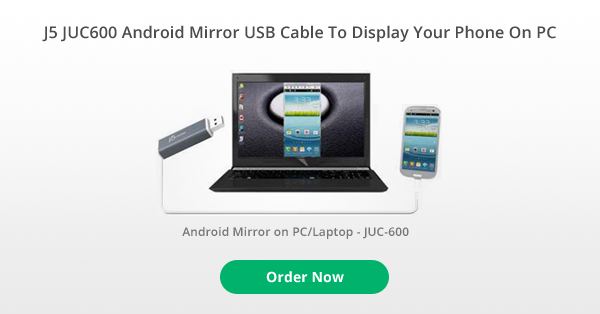 J5 JUC600 Android Mirror USB Cable To Display Your Phone On PC
Android Mirror on PC/Laptop - JUC-600
Order Now